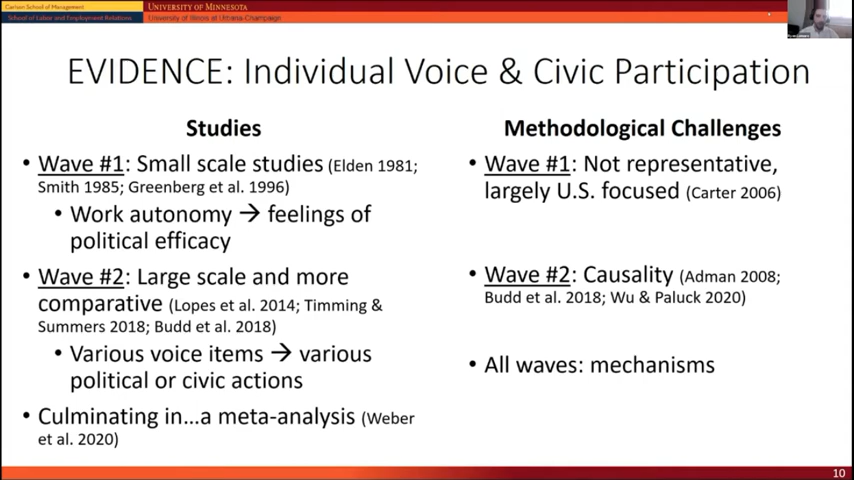 Carlson School of Management
UNIVERSITY OF MINNESOTA
School of Labor and Employment Relations
University of Illinois at Urbana-Champaign
EVIDENCE: Individual Voice & Civic Participation
Studies
• Wave #1: Small scale studies (Elden 1981;
Smith 1985; Greenberg et al. 1996)
• Work autonomy → feelings of
political efficacy
• Wave #2: Large scale and more
comparative (Lopes et al. 2014; Timming &
Summers 2018; Budd et al. 2018)
• Various voice items → various
political or civic actions
• Culminating in...a meta-analysis (Weber
et al. 2020)
Methodological Challenges
• Wave #1: Not representative,
largely U.S. focused (Carter 2006)
• Wave #2: Causality (Adman 2008;
Budd et al. 2018; Wu & Paluck 2020)
• All waves: mechanisms
10